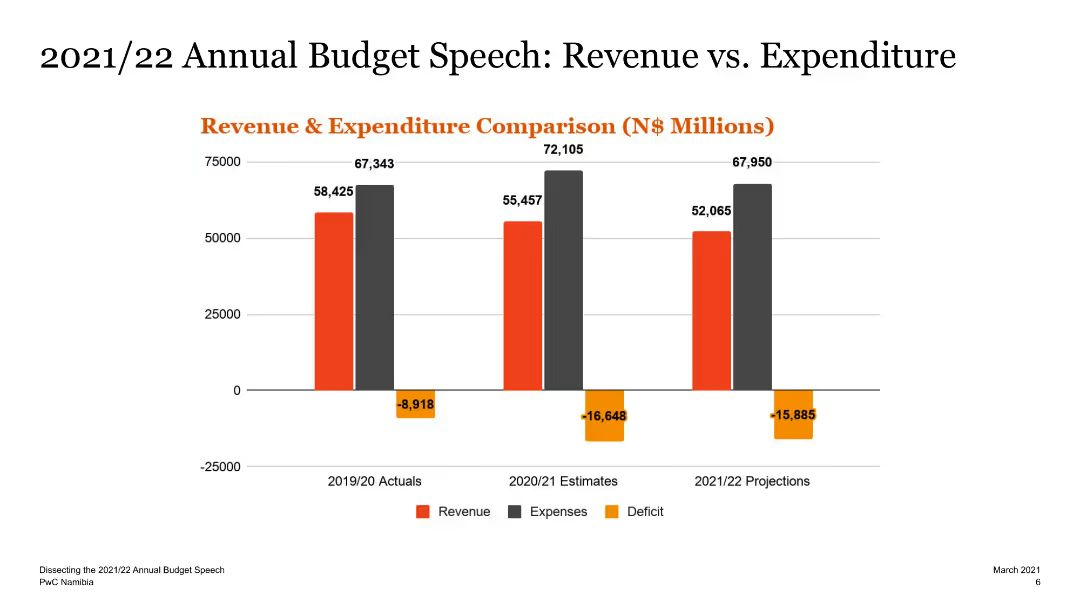 2021/22 Annual Budget Speech: Revenue vs. Expenditure
Revenue & Expenditure Comparison (N$ Millions)
75000
50000
25000
0
-25000
58,425
67,343
-8,918
55,457
72,105
-16,648
52,065
67,950
-15,885
2019/20 Actuals
2020/21 Estimates
2021/22 Projections
Revenue
Expenses
Deficit
Dissecting the 2021/22 Annual Budget Speech
PwC Namibia
March 2021
6